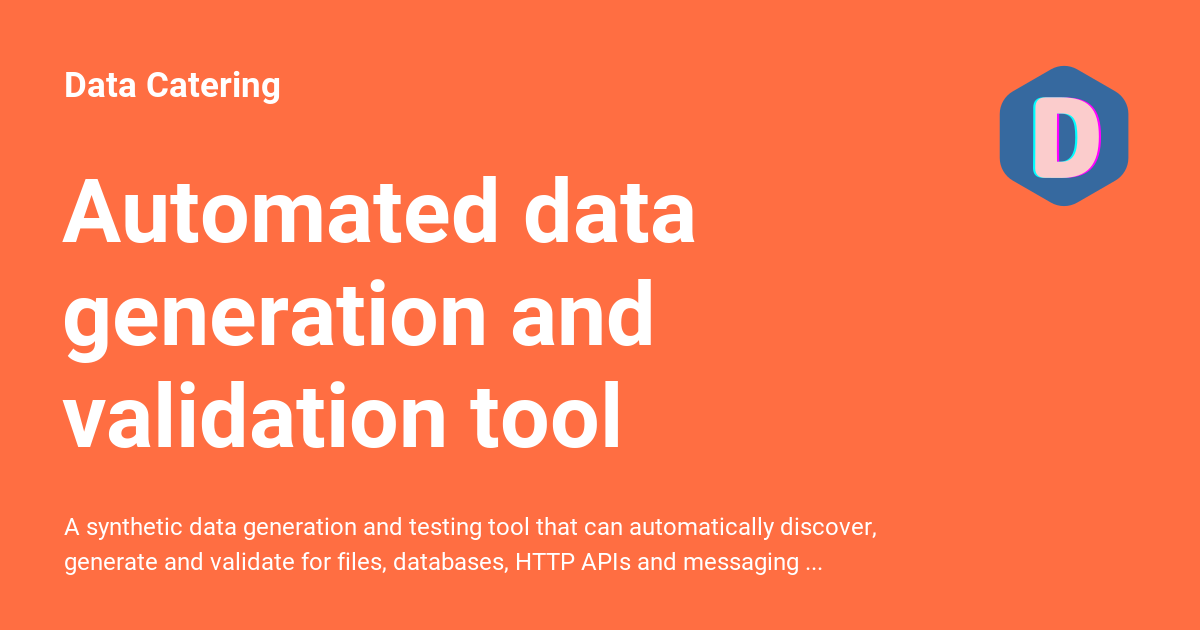 Data Catering
D
Automated data
generation and
validation tool
A synthetic data generation and testing tool that can automatically discover,
generate and validate for files, databases, HTTP APIs and messaging ...